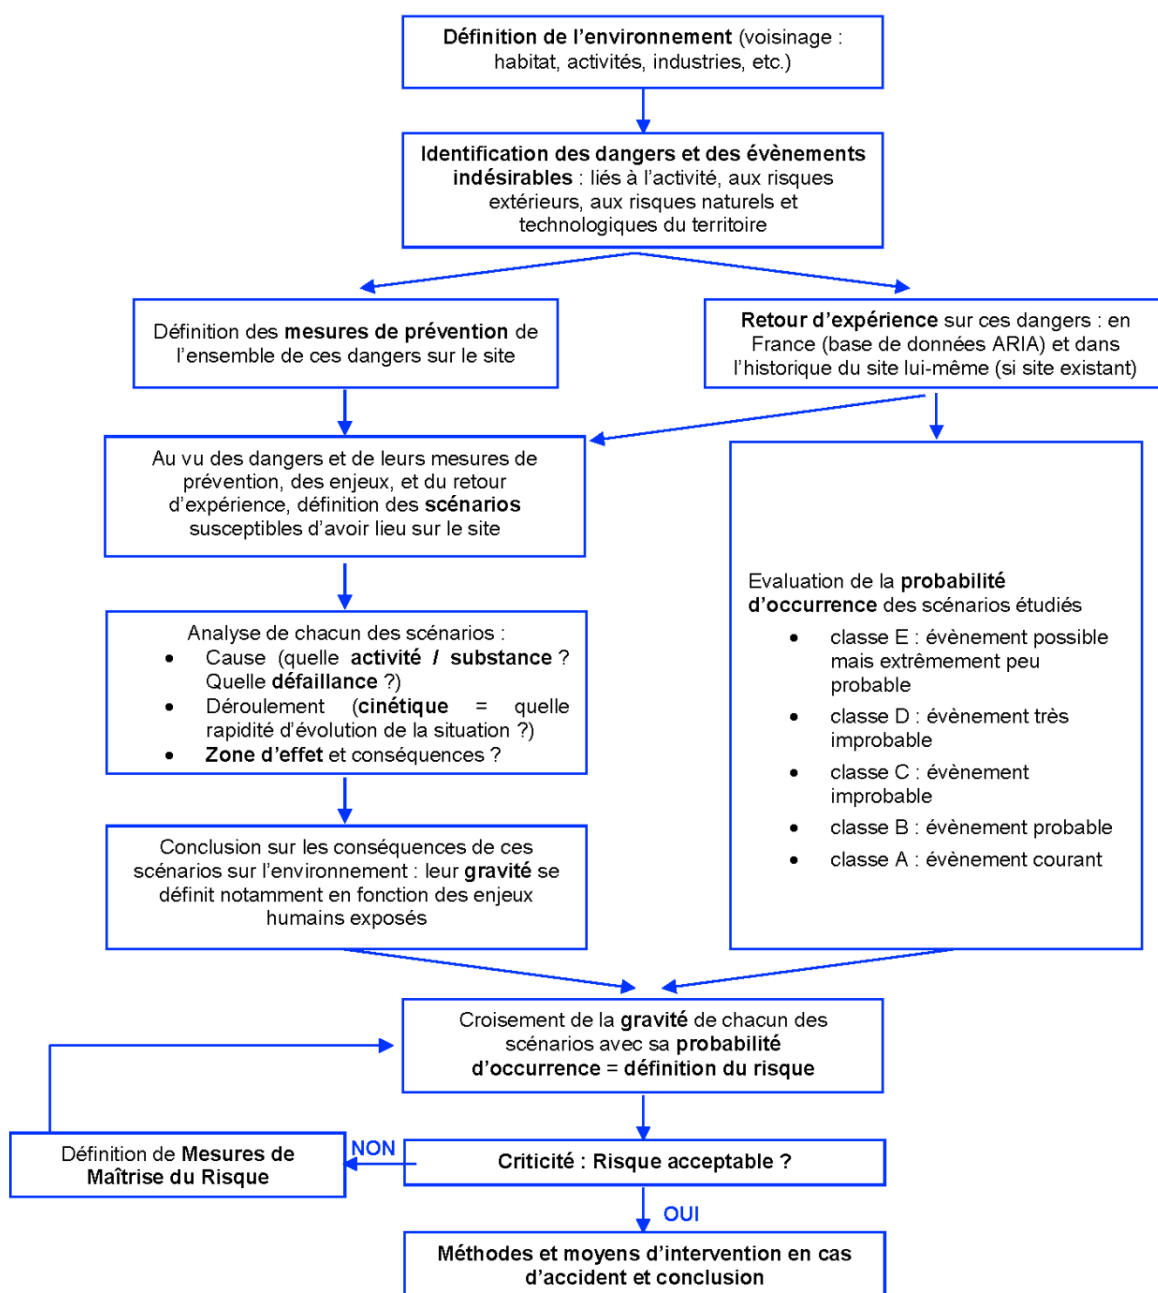 Définition de l’environnement (voisinage :
habitat, activités, industries, etc.)
Identification des dangers et des évènements
indésirables : liés à l’activité, aux risques
extérieurs, aux risques naturels et
technologiques du territoire
Définition des mesures de prévention de
l’ensemble de ces dangers sur le site
Retour d’expérience sur ces dangers : en
France (base de données ARIA) et dans
l’historique du site lui-même (si site existant)
Au vu des dangers et de leurs mesures de
prévention, des enjeux, et du retour
d’expérience, définition des scénarios
susceptibles d’avoir lieu sur le site
Analyse de chacun des scénarios :
• Cause (quelle activité / substance ?
Quelle défaillance ?)
• Déroulement (cinétique = quelle
rapidité d’évolution de la situation ?)
• Zone d’effet et conséquences ?
Conclusion sur les conséquences de ces
scénarios sur l’environnement : leur gravité se
définit notamment en fonction des enjeux
humains exposés
Evaluation de la probabilité
d’occurrence des scénarios étudiés
• classe E : évènement possible
mais extrêmement peu
probable
• classe D : évènement très
improbable
• classe C : évènement
improbable
• classe B : évènement probable
• classe A : évènement courant
Croisement de la gravité de chacun des
scénarios avec sa probabilité
d’occurrence = définition du risque
Définition de Mesures de
Maîtrise du Risque
NON
Criticité : Risque acceptable ?
OUI
Méthodes et moyens d’intervention en cas
d’accident et conclusion